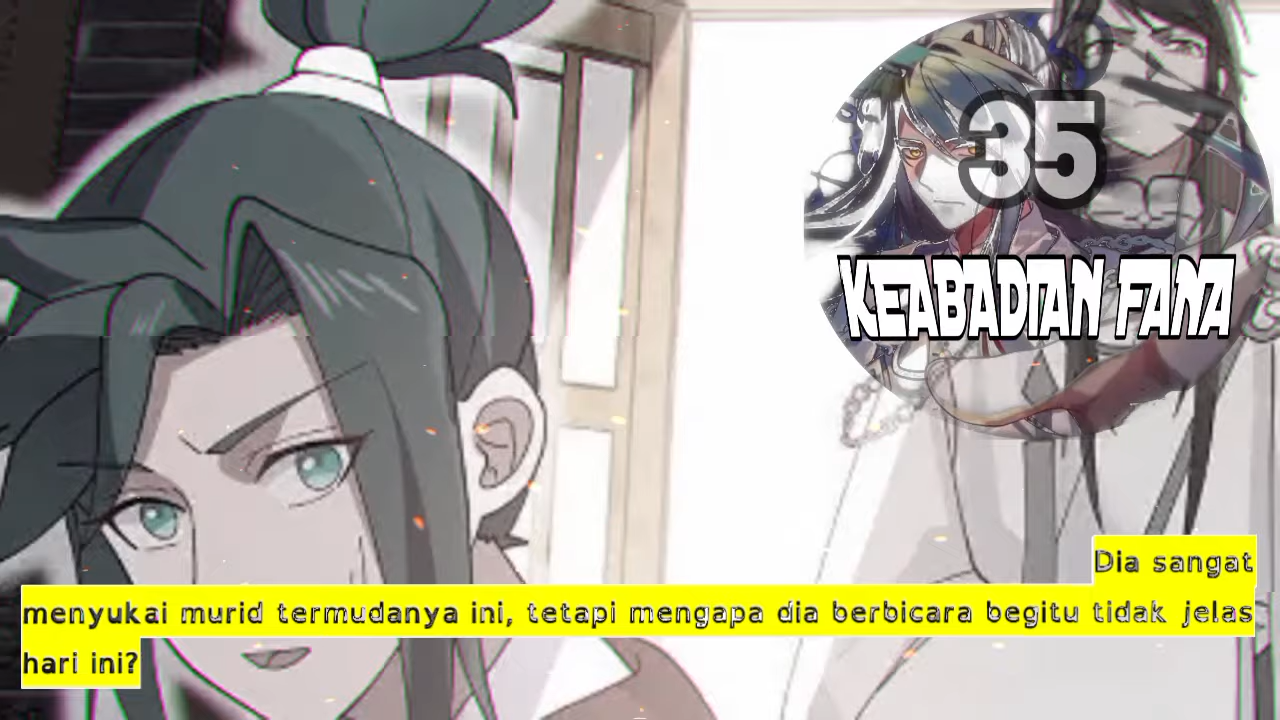 35
KEABADIAN FANA
Dia sangat
menyukai murid termudanya ini, tetapi mengapa dia berbicara begitu tidak jelas
hari ini?